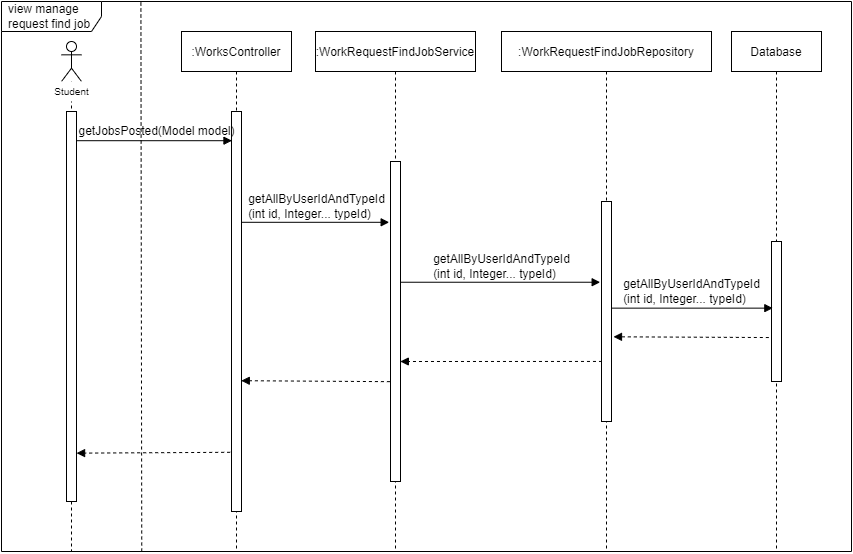 view manage
request find job
:WorksController
:WorkRequestFindJobService
:WorkRequestFindJobRepository
Database
Student
getJobsPosted(Model model)
getAllByUserIdAndTypeId
(int id, Integer... typeId)
getAllByUserIdAndTypeId
(int id, Integer... typeId)
getAllByUserIdAndTypeId
(int id, Integer... typeId)